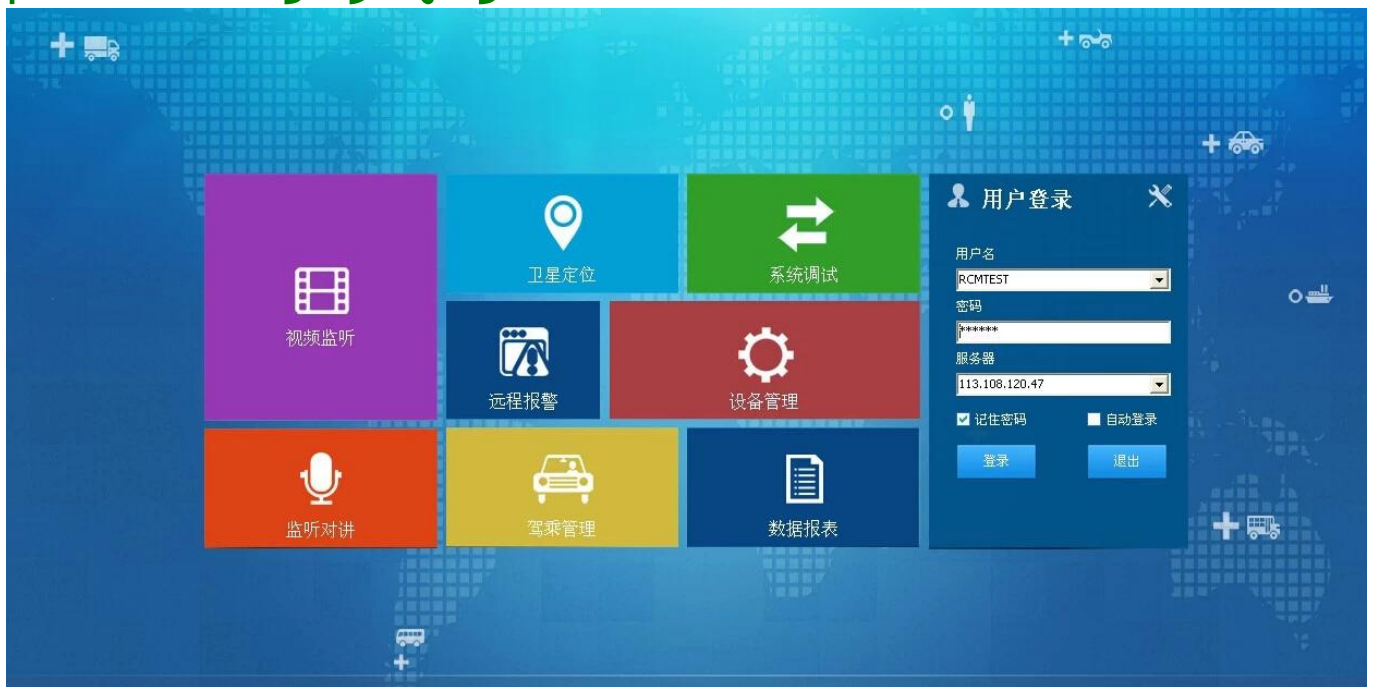 卫星定位
系统调试
视频监听
远程报警
设备管理
监听对讲
驾乘管理
数据报表
用户登录
用户名
RCMTEST
密码
******
服务器
113.108.120.47
记住密码
自动登录
登录
退出